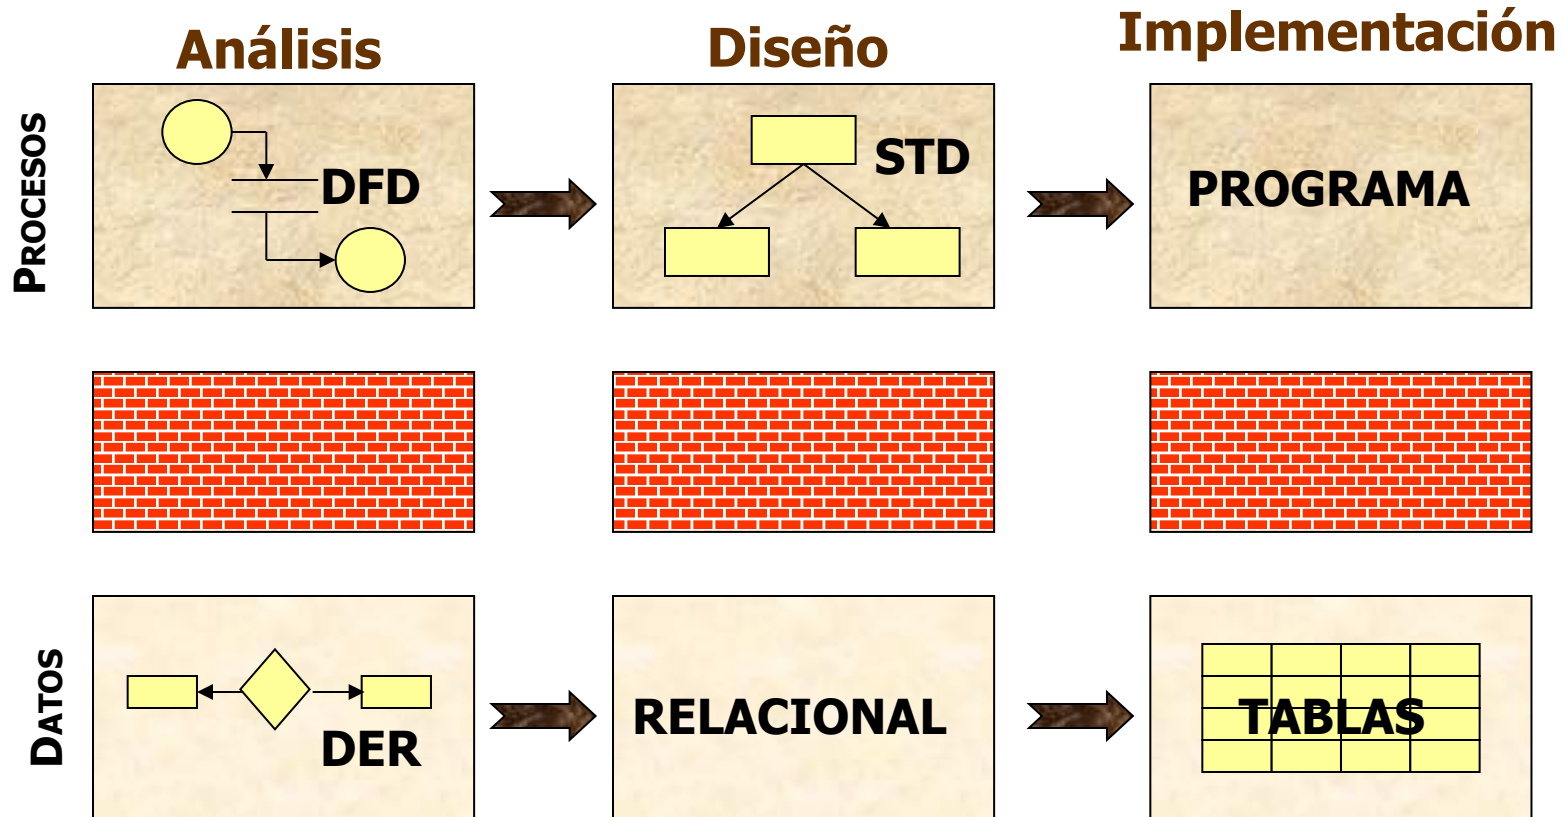 Análisis
Diseño
Implementación
PROCESOS
DFD
STD
PROGRAMA
DATOS
DER
RELACIONAL
TABLAS